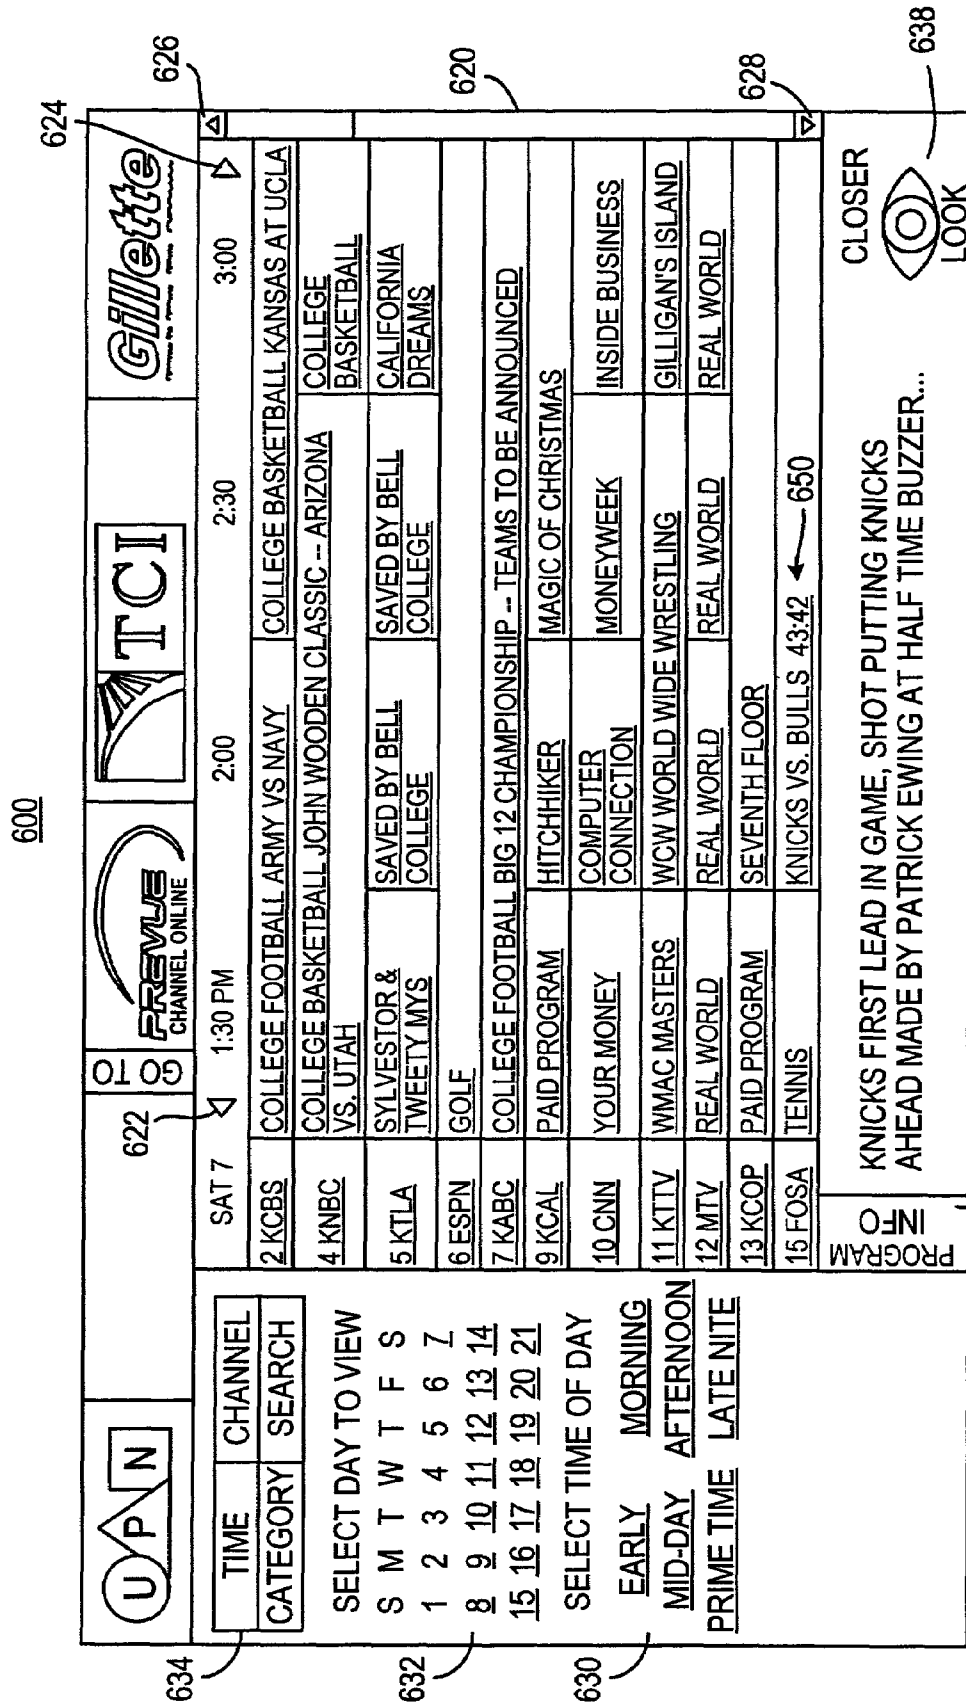 600
624
626
U P N
GO TO
PREVUE
CHANNEL ONLINE
TCI
Gillette
634
TIME CHANNEL
CATEGORY SEARCH
SELECT DAY TO VIEW
S M T W T F S
1 2 3 4 5 6 7
8 9 10 11 12 13 14
15 16 17 18 19 20 21
632
SELECT TIME OF DAY
EARLY MORNING
MID-DAY AFTERNOON
PRIME TIME LATE NITE
630
622
SAT 7 1:30 PM 2:00 2:30 3:00
2 KCBS COLLEGE FOOTBALL ARMY VS NAVY COLLEGE BASKETBALL KANSAS AT UCLA
4 KNBC COLLEGE BASKETBALL JOHN WOODEN CLASSIC -- ARIZONA
VS. UTAH
COLLEGE
BASKETBALL
5 KTLA SYLVESTOR &
TWEETY MYS
SAVED BY BELL
COLLEGE
SAVED BY BELL
COLLEGE
CALIFORNIA
DREAMS
6 ESPN GOLF
7 KABC COLLEGE FOOTBALL BIG 12 CHAMPIONSHIP -- TEAMS TO BE ANNOUNCED
9 KCAL PAID PROGRAM HITCHHIKER MAGIC OF CHRISTMAS
10 CNN YOUR MONEY COMPUTER
CONNECTION
MONEYWEEK INSIDE BUSINESS
11 KTTV WMAC MASTERS WCW WORLD WIDE WRESTLING GILLIGAN'S ISLAND
12 MTV REAL WORLD REAL WORLD REAL WORLD REAL WORLD
13 KCOP PAID PROGRAM SEVENTH FLOOR
15 FOSA TENNIS KNICKS VS. BULLS 43:42 650
620
628
PROGRAM
INFO
KNICKS FIRST LEAD IN GAME, SHOT PUTTING KNICKS
AHEAD MADE BY PATRICK EWING AT HALF TIME BUZZER...
CLOSER
LOOK
638